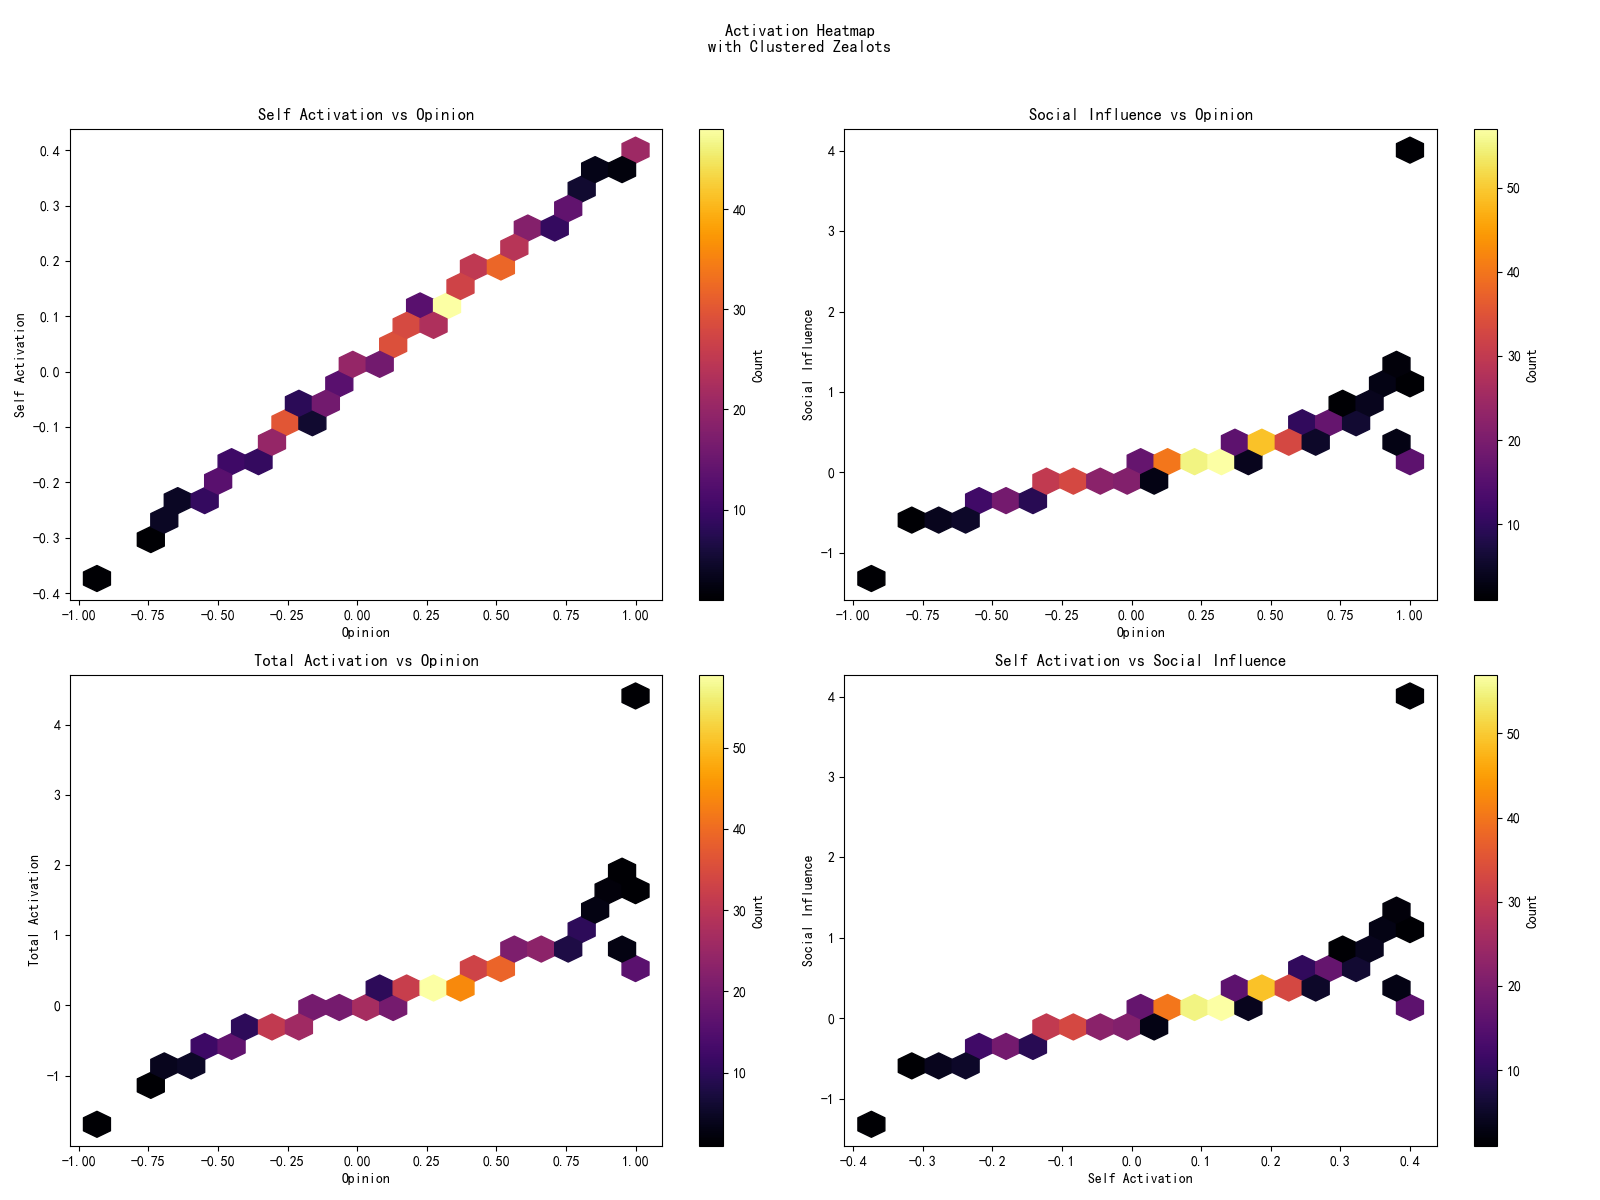 Activation Heatmap
with Clustered Zealots
Self Activation vs Opinion
0.4
0.3
0.2
0.1
0.0
−0.1
−0.2
−0.3
−0.4
Self Activation
−1.00 −0.75 −0.50 −0.25 0.00 0.25 0.50 0.75 1.00
Opinion
40
30
20
10
Count
Social Influence vs Opinion
4
3
2
1
0
−1
Social Influence
−1.00 −0.75 −0.50 −0.25 0.00 0.25 0.50 0.75 1.00
Opinion
50
40
30
20
10
Count
Total Activation vs Opinion
4
3
2
1
0
−1
Total Activation
−1.00 −0.75 −0.50 −0.25 0.00 0.25 0.50 0.75 1.00
Opinion
50
40
30
20
10
Count
Self Activation vs Social Influence
4
3
2
1
0
−1
Social Influence
−0.4 −0.3 −0.2 −0.1 0.0 0.1 0.2 0.3 0.4
Self Activation
50
40
30
20
10
Count